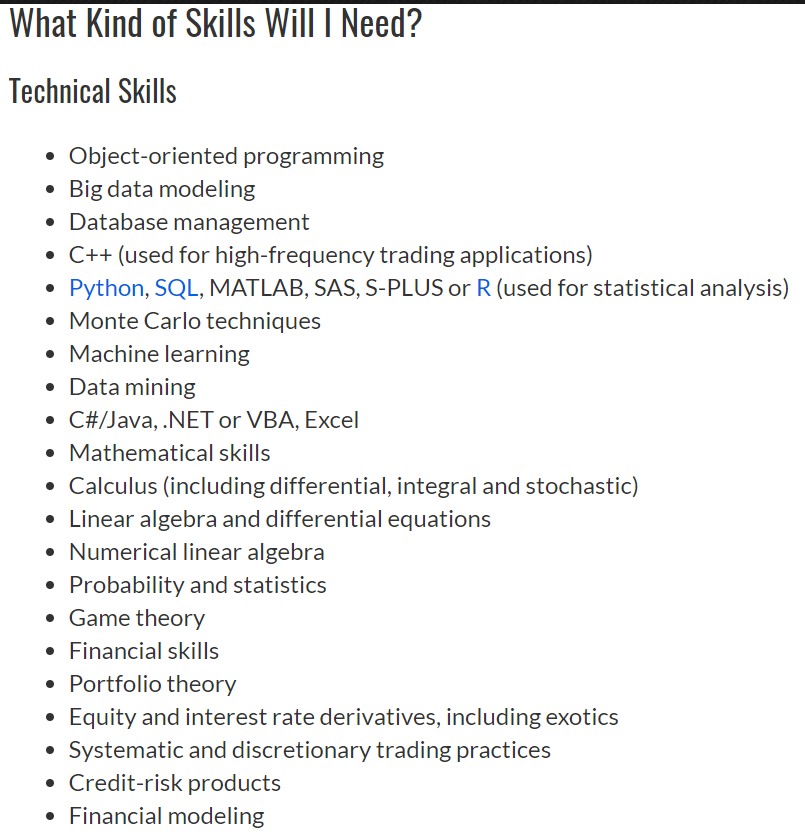 What Kind of Skills Will I Need?
Technical Skills
• Object-oriented programming
• Big data modeling
• Database management
• C++ (used for high-frequency trading applications)
• Python, SQL, MATLAB, SAS, S-PLUS or R (used for statistical analysis)
• Monte Carlo techniques
• Machine learning
• Data mining
• C#/Java, .NET or VBA, Excel
• Mathematical skills
• Calculus (including differential, integral and stochastic)
• Linear algebra and differential equations
• Numerical linear algebra
• Probability and statistics
• Game theory
• Financial skills
• Portfolio theory
• Equity and interest rate derivatives, including exotics
• Systematic and discretionary trading practices
• Credit-risk products
• Financial modeling